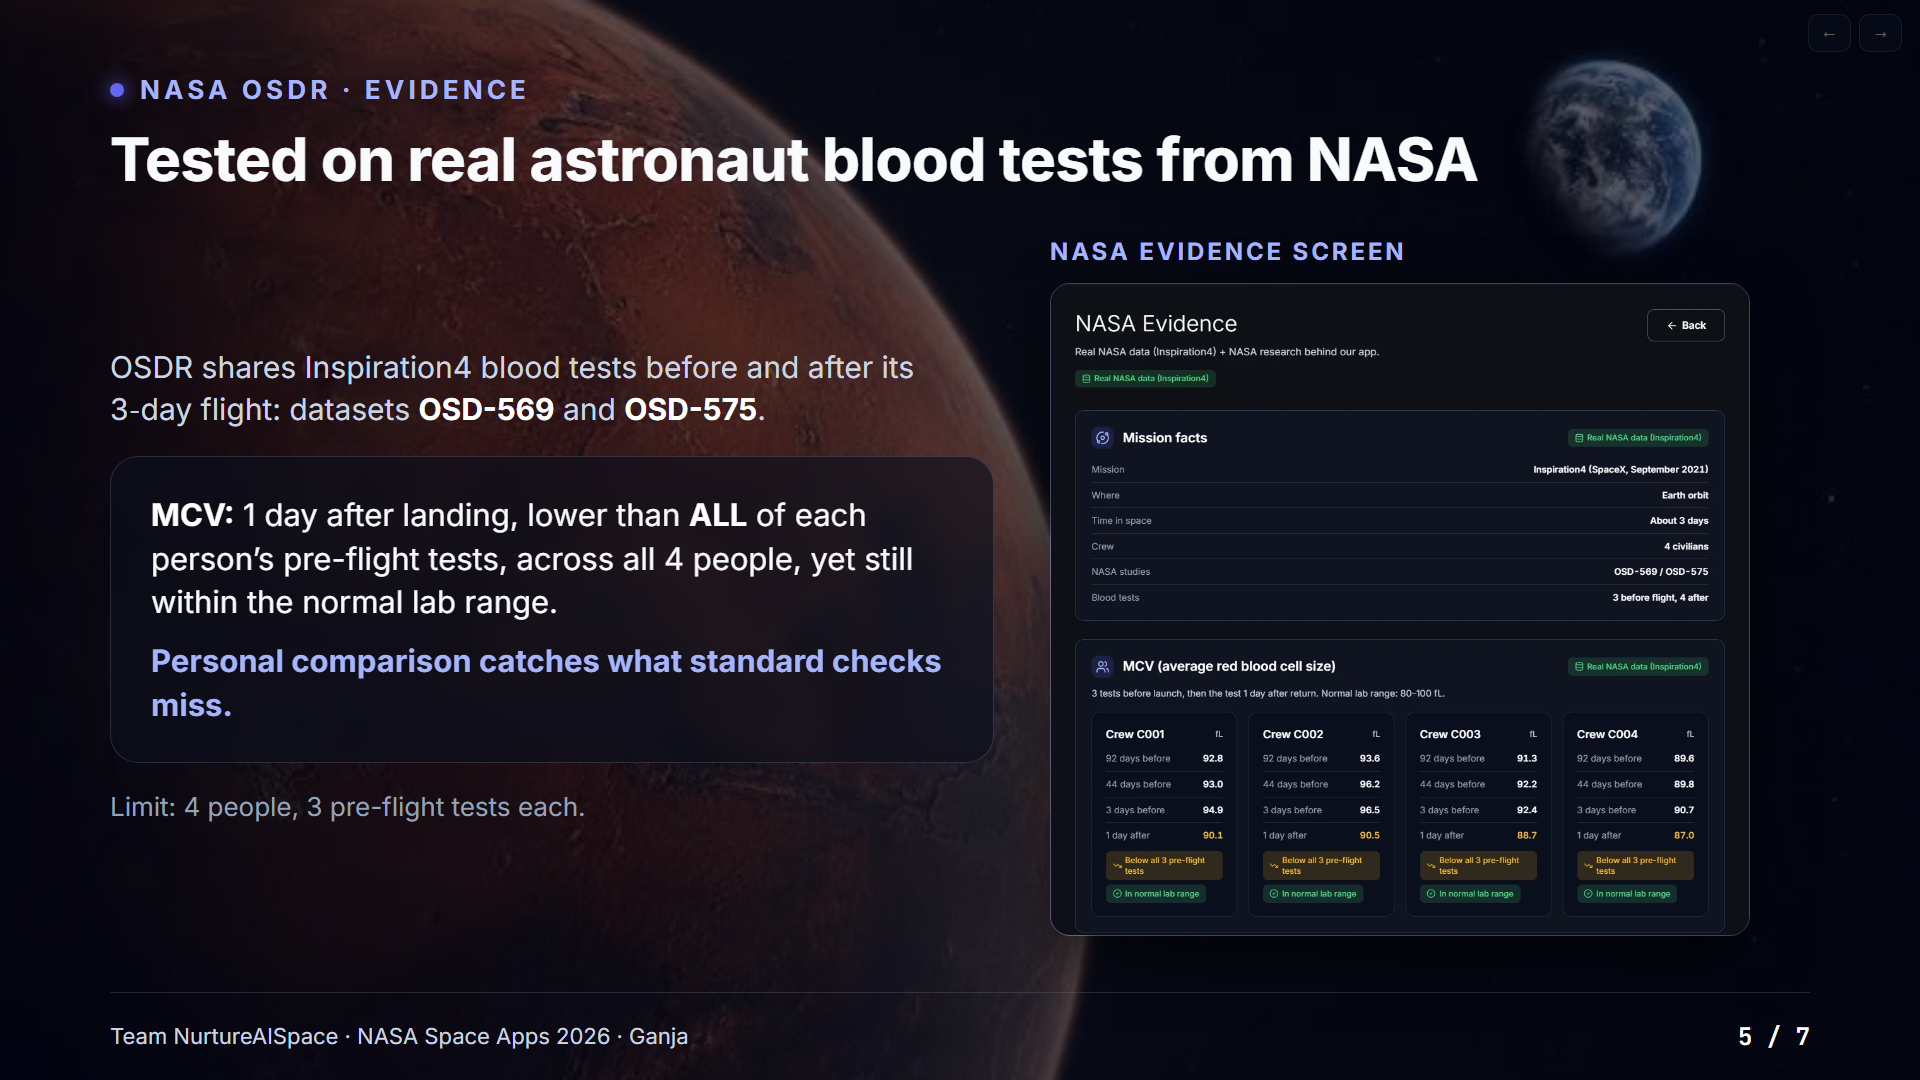 ← →
NASA OSDR · EVIDENCE
Tested on real astronaut blood tests from NASA
OSDR shares Inspiration4 blood tests before and after its
3-day flight: datasets OSD-569 and OSD-575.
MCV: 1 day after landing, lower than ALL of each
person’s pre-flight tests, across all 4 people, yet still
within the normal lab range.
Personal comparison catches what standard checks
miss.
Limit: 4 people, 3 pre-flight tests each.
NASA EVIDENCE SCREEN
NASA Evidence
← Back
Real NASA data (Inspiration4) + NASA research behind our app.
Real NASA data (Inspiration4)
Mission facts
Real NASA data (Inspiration4)
Mission Inspiration4 (SpaceX, September 2021)
Where Earth orbit
Time in space About 3 days
Crew 4 civilians
NASA studies OSD-569 / OSD-575
Blood tests 3 before flight, 4 after
MCV (average red blood cell size)
Real NASA data (Inspiration4)
3 tests before launch, then the test 1 day after return. Normal lab range: 80–100 fL.
Crew C001 fL
92 days before 92.8
44 days before 93.0
3 days before 94.9
1 day after 90.1
Below all 3 pre-flight
tests
In normal lab range
Crew C002 fL
92 days before 93.6
44 days before 96.2
3 days before 96.5
1 day after 90.5
Below all 3 pre-flight
tests
In normal lab range
Crew C003 fL
92 days before 91.3
44 days before 92.2
3 days before 92.4
1 day after 88.7
Below all 3 pre-flight
tests
In normal lab range
Crew C004 fL
92 days before 89.6
44 days before 89.8
3 days before 90.7
1 day after 87.0
Below all 3 pre-flight
tests
In normal lab range
Team NurtureAISpace · NASA Space Apps 2026 · Ganja
5 / 7